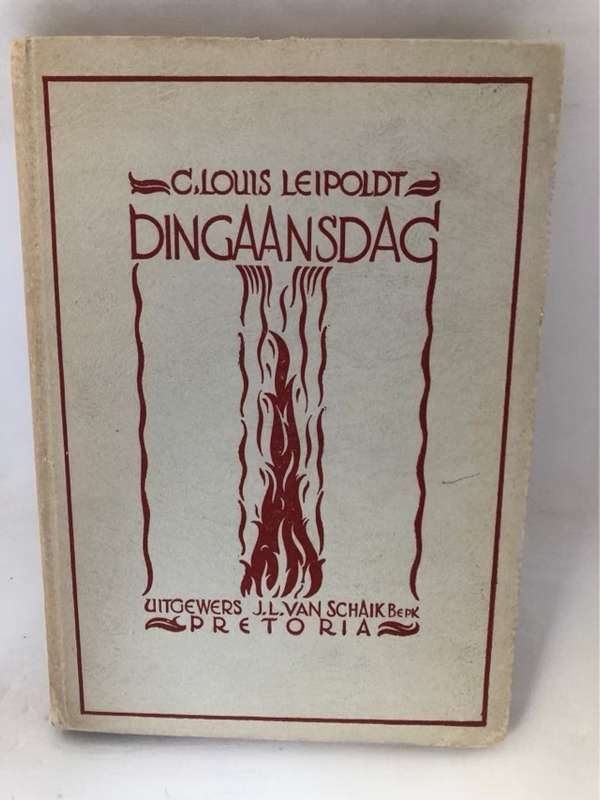 C. LOUIS LEIPOLDT
DINGAANSDAG
UITGEWERS J.L. VAN SCHAIK BEPK
PRETORIA